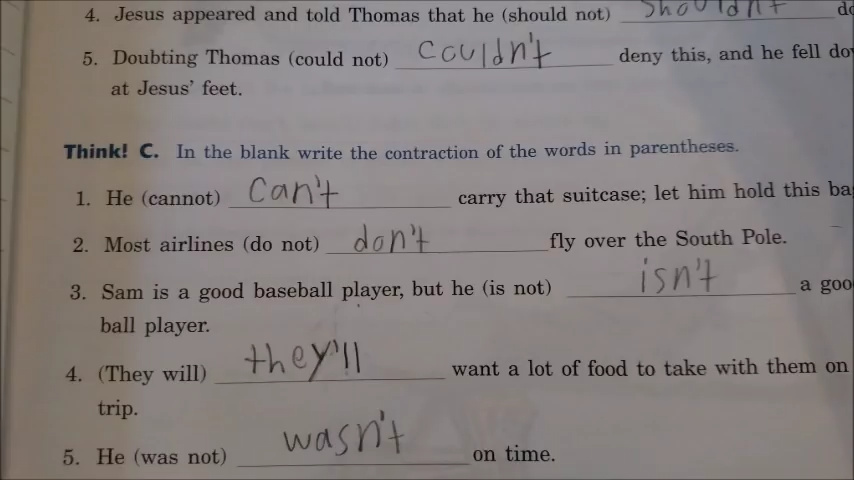 4. Jesus appeared and told Thomas that he (should not) shouldn't
5. Doubting Thomas (could not) couldn't deny this, and he fell
at Jesus' feet.
Think! C. In the blank write the contraction of the words in parentheses.
1. He (cannot) can't carry that suitcase; let him hold this
2. Most airlines (do not) don't fly over the South Pole.
3. Sam is a good baseball player, but he (is not) isn't a
ball player.
4. (They will) they'll want a lot of food to take with them on
trip.
5. He (was not) wasn't on time.